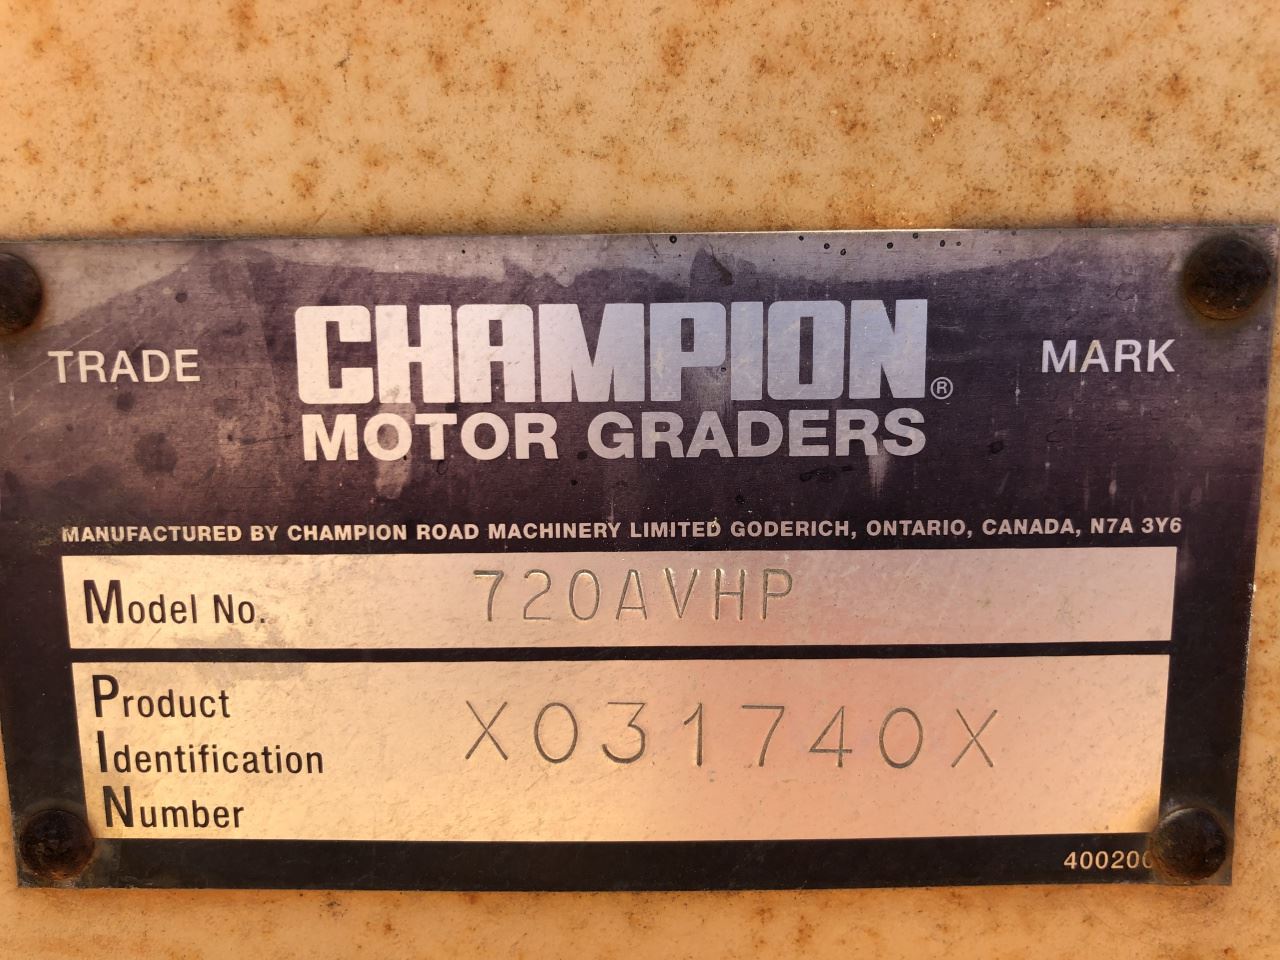 TRADE CHAMPION® MARK
MOTOR GRADERS
MANUFACTURED BY CHAMPION ROAD MACHINERY LIMITED GODERICH, ONTARIO, CANADA, N7A 3Y6
Model No. 720AVHP
Product
Identification X031740X
Number